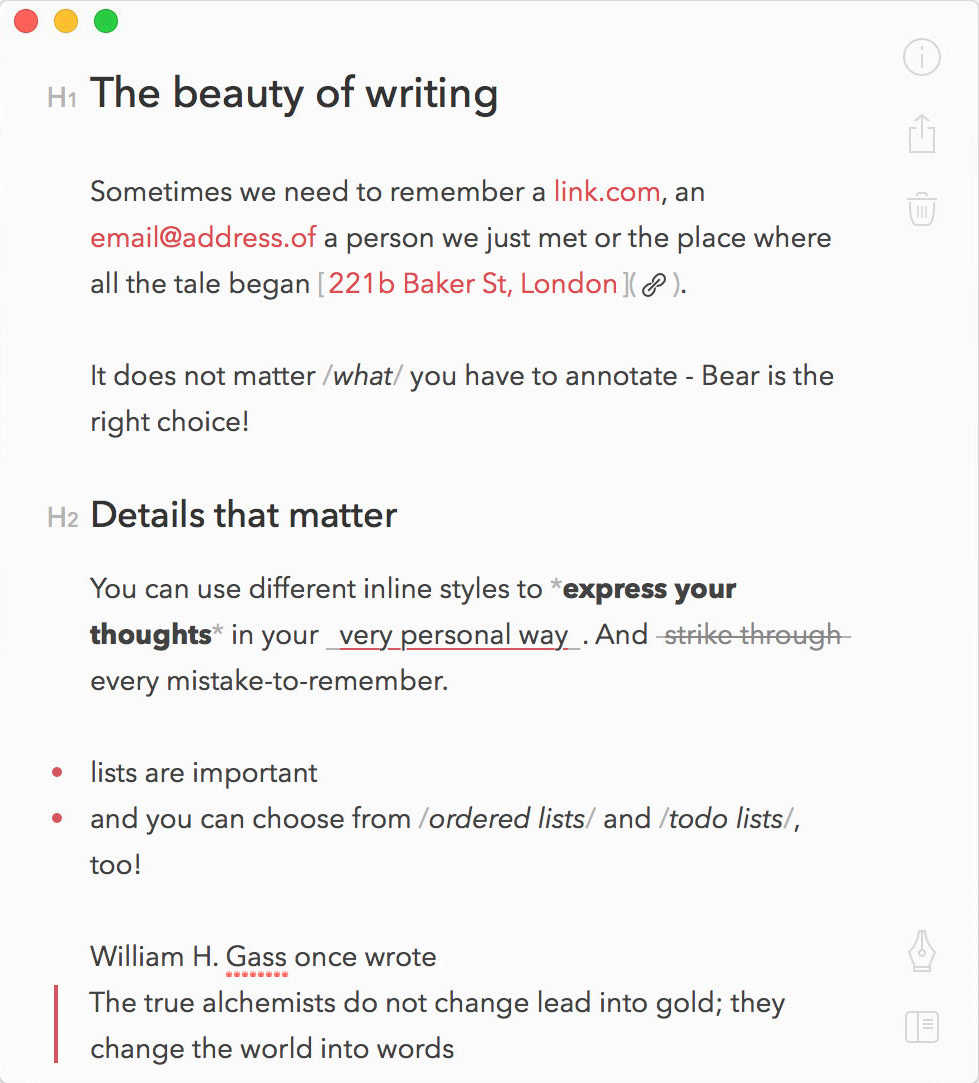 H1 The beauty of writing
Sometimes we need to remember a link.com, an
email@address.of a person we just met or the place where
all the tale began [221b Baker St, London](🔗).
It does not matter /what/ you have to annotate - Bear is the
right choice!
H2 Details that matter
You can use different inline styles to *express your
thoughts* in your _very personal way_. And -strike through-
every mistake-to-remember.
• lists are important
• and you can choose from /ordered lists/ and /todo lists/,
too!
William H. Gass once wrote
The true alchemists do not change lead into gold; they
change the world into words